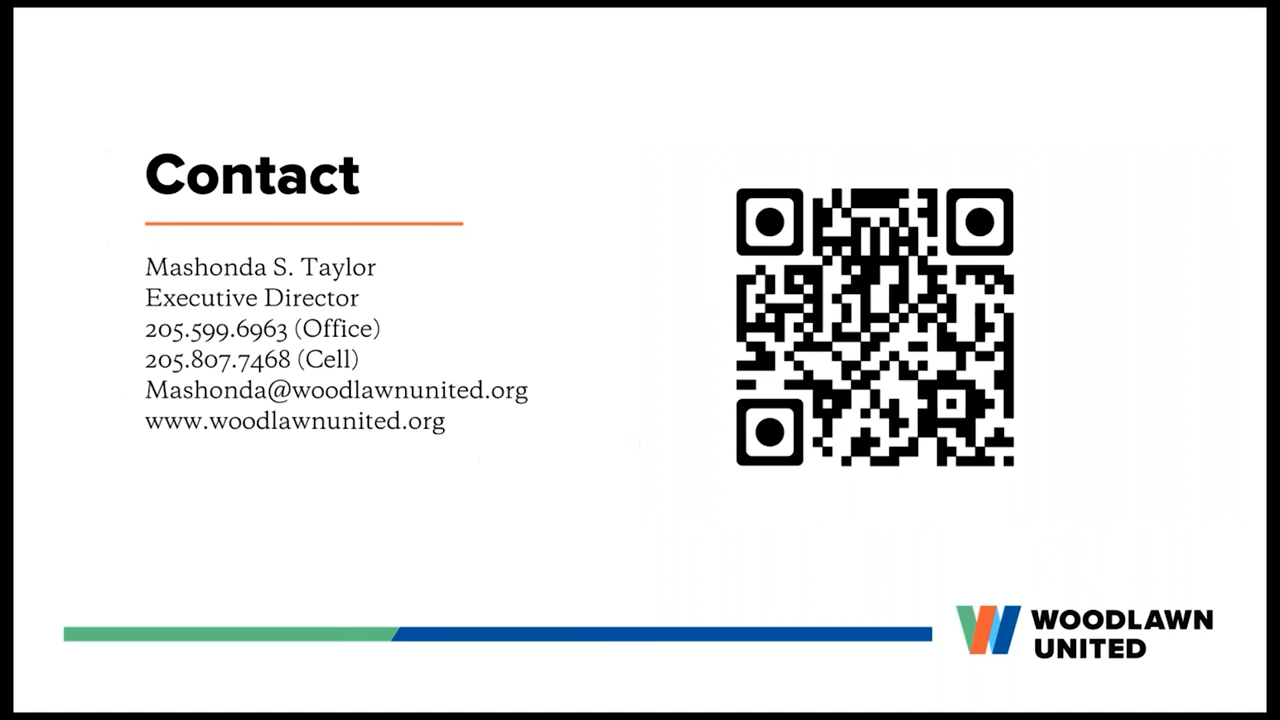 Contact
Mashonda S. Taylor
Executive Director
205.599.6963 (Office)
205.807.7468 (Cell)
Mashonda@woodlawnunited.org
www.woodlawnunited.org
WOODLAWN
UNITED